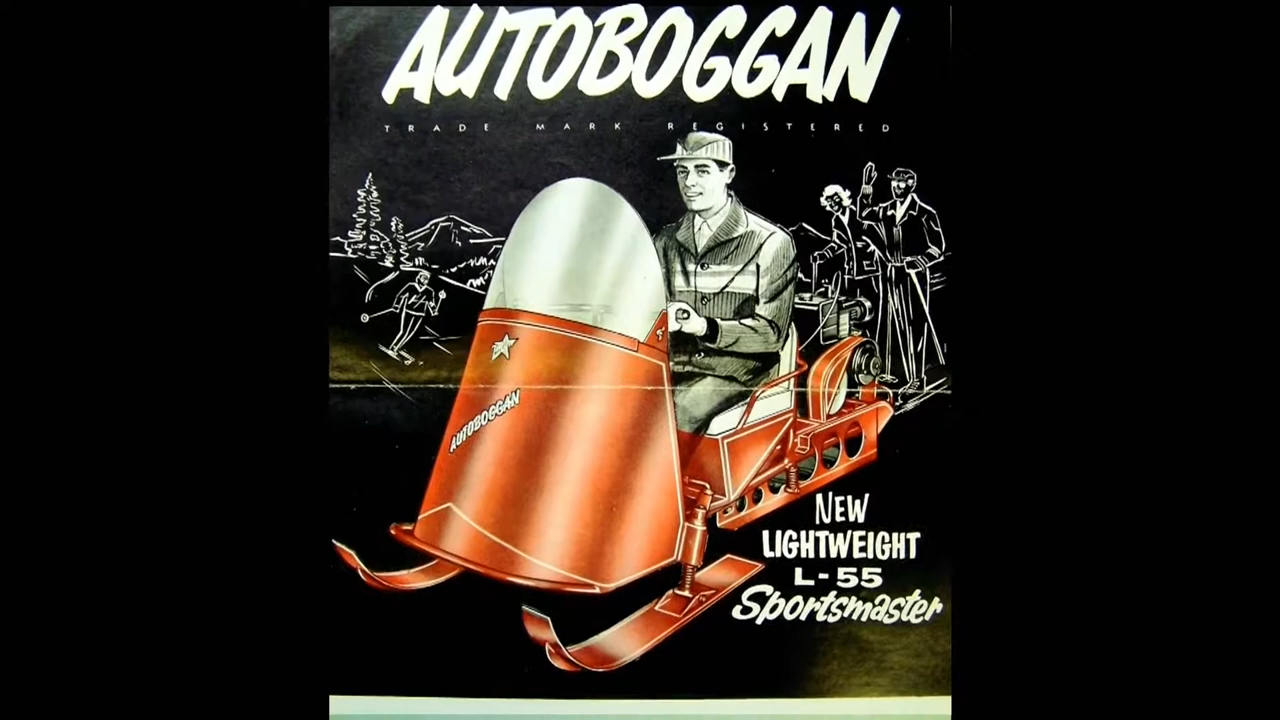 AUTOBOGGAN
TRADE MARK REGISTERED
AUTOBOGGAN
NEW
LIGHTWEIGHT
L-55
Sportsmaster